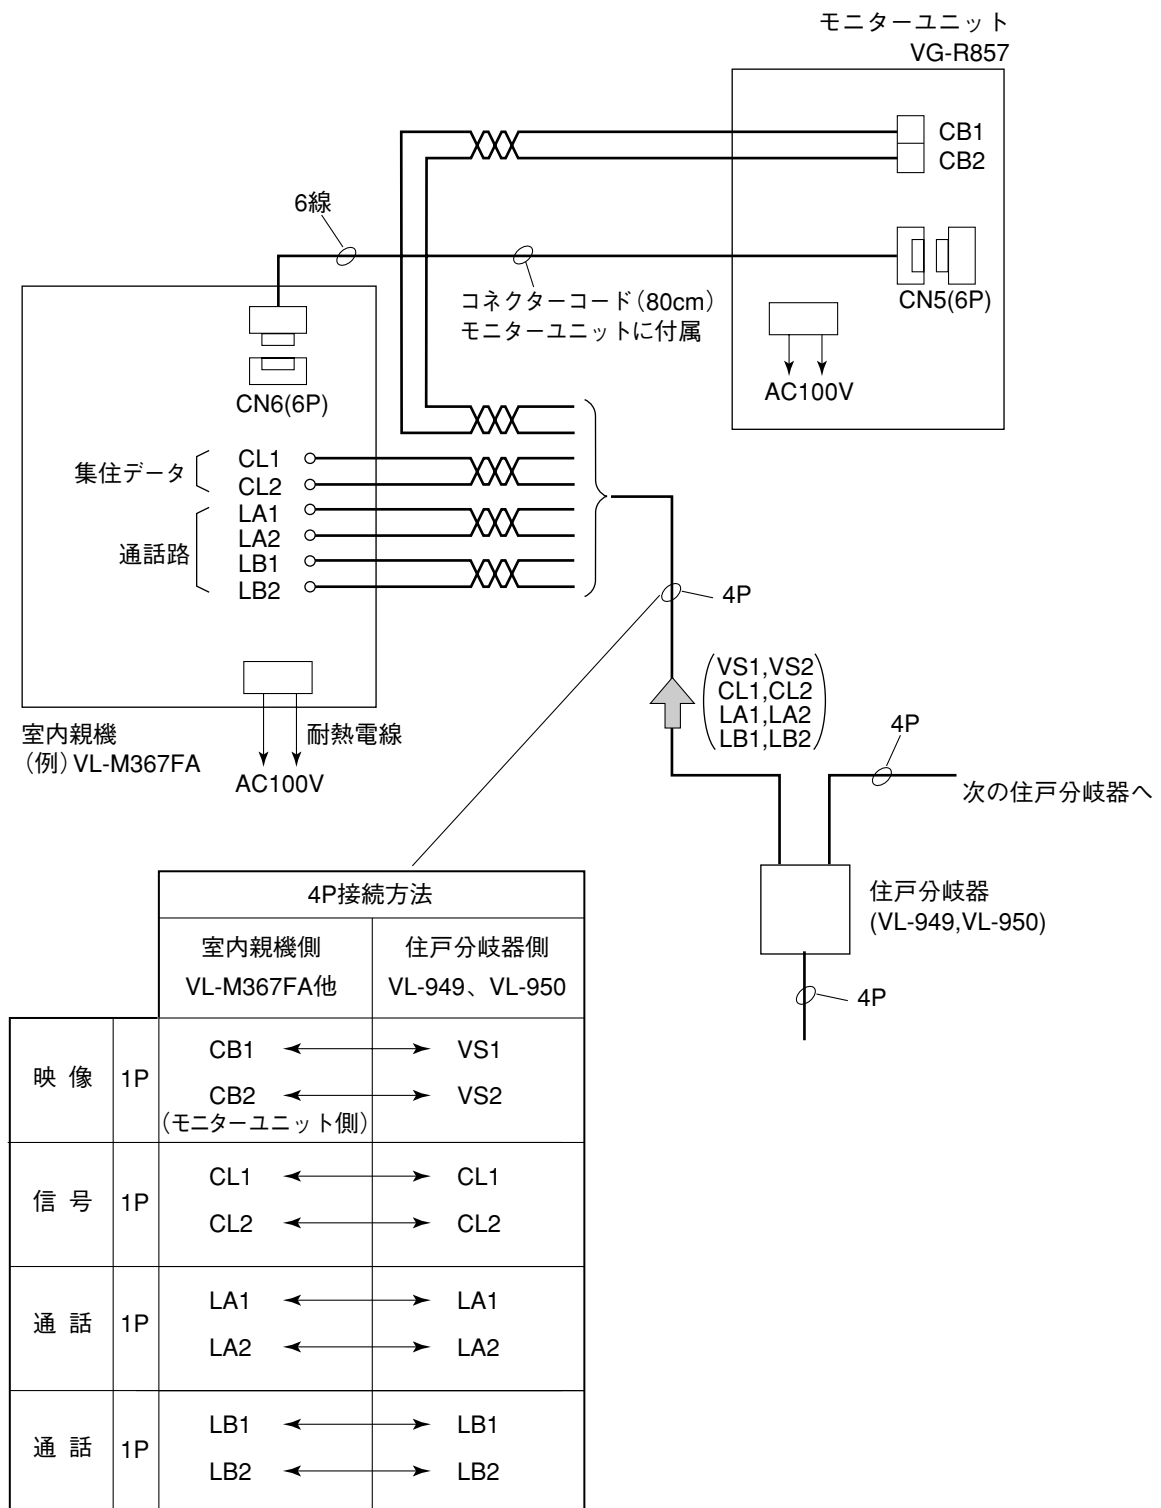 モニターユニット
VG-R857
CB1
CB2
6線
コネクターコード(80cm)
モニターユニットに付属
CN5(6P)
AC100V
CN6(6P)
集住データ
CL1
CL2
通話路
LA1
LA2
LB1
LB2
4P
VS1,VS2
CL1,CL2
LA1,LA2
LB1,LB2
耐熱電線
AC100V
室内親機
(例)VL-M367FA
4P
次の住戸分岐器へ
住戸分岐器
(VL-949,VL-950)
4P
4P接続方法
室内親機側
VL-M367FA他
住戸分岐器側
VL-949、VL-950
映像 1P
CB1 VS1
CB2 VS2
(モニターユニット側)
信号 1P
CL1 CL1
CL2 CL2
通話 1P
LA1 LA1
LA2 LA2
通話 1P
LB1 LB1
LB2 LB2